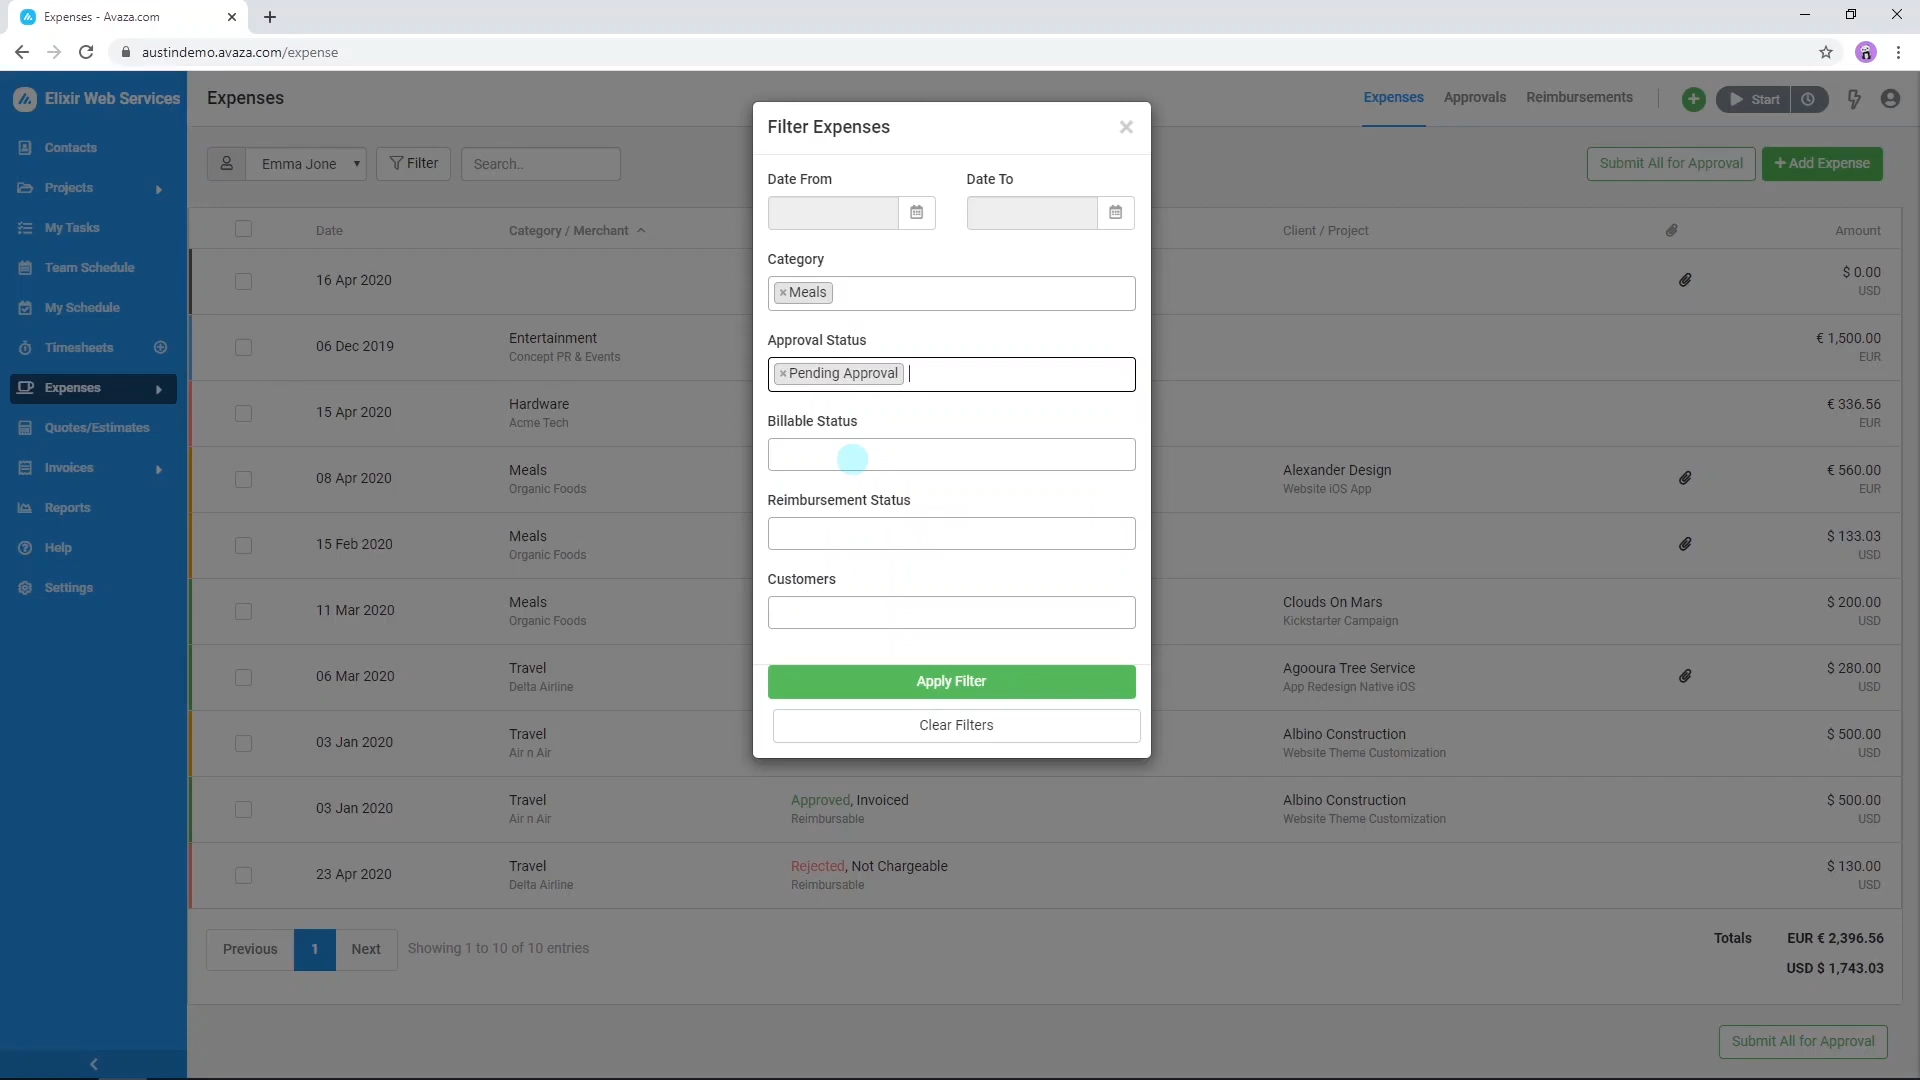 Expenses - Avaza.com
austindemo.avaza.com/expense
Elixir Web Services
Contacts
Projects
My Tasks
Team Schedule
My Schedule
Timesheets
Expenses
Quotes/Estimates
Invoices
Reports
Help
Settings
Expenses
Expenses
Approvals
Reimbursements
Start
Emma Jone
Filter
Search..
Submit All for Approval
+ Add Expense
Date
Category / Merchant
Client / Project
Amount
16 Apr 2020
$ 0.00
USD
06 Dec 2019
Entertainment
Concept PR & Events
€ 1,500.00
EUR
15 Apr 2020
Hardware
Acme Tech
€ 336.56
EUR
08 Apr 2020
Meals
Organic Foods
Alexander Design
Website iOS App
€ 560.00
EUR
15 Feb 2020
Meals
Organic Foods
$ 133.03
USD
11 Mar 2020
Meals
Organic Foods
Clouds On Mars
Kickstarter Campaign
$ 200.00
USD
06 Mar 2020
Travel
Delta Airline
Agooura Tree Service
App Redesign Native iOS
$ 280.00
USD
03 Jan 2020
Travel
Air n Air
Albino Construction
Website Theme Customization
$ 500.00
USD
03 Jan 2020
Travel
Air n Air
Approved, Invoiced
Reimbursable
Albino Construction
Website Theme Customization
$ 500.00
USD
23 Apr 2020
Travel
Delta Airline
Rejected, Not Chargeable
Reimbursable
$ 130.00
USD
Previous
1
Next
Showing 1 to 10 of 10 entries
Totals
EUR € 2,396.56
USD $ 1,743.03
Submit All for Approval
Filter Expenses
Date From
Date To
Category
× Meals
Approval Status
× Pending Approval
Billable Status
Reimbursement Status
Customers
Apply Filter
Clear Filters